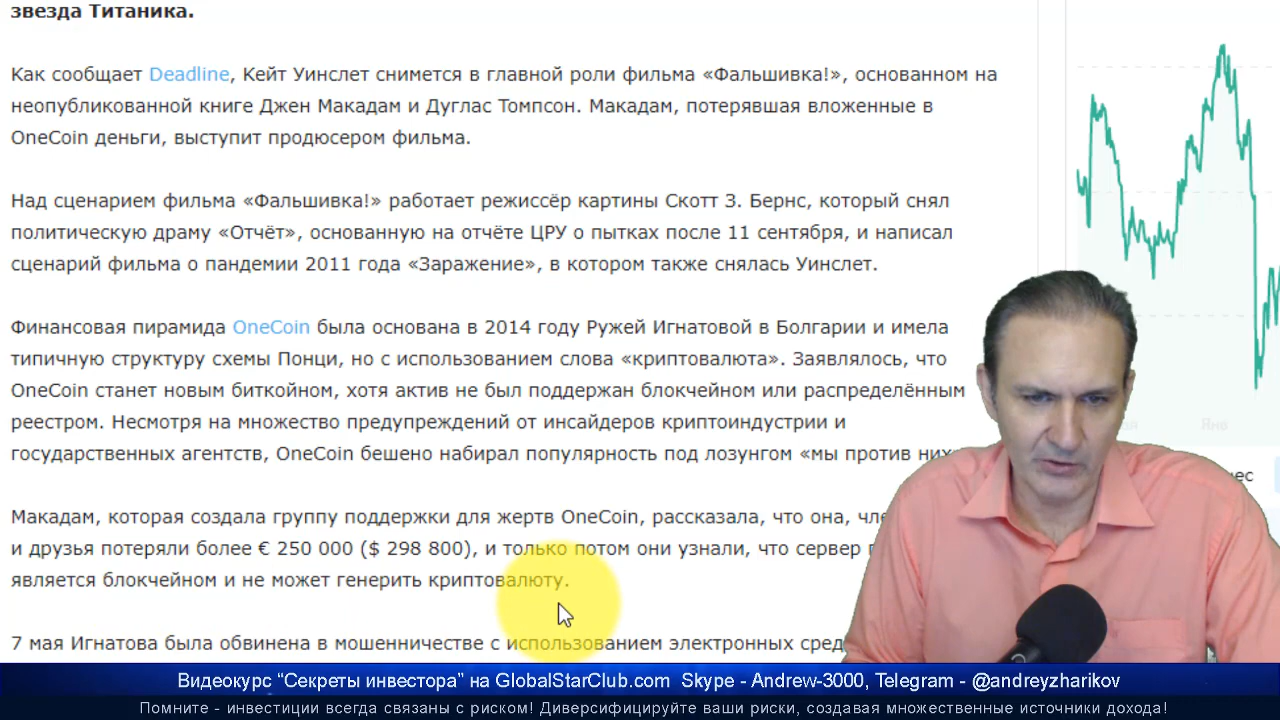 звезда Титаника.
Как сообщает Deadline, Кейт Уинслет снимется в главной роли фильма «Фальшивка!», основанном на
неопубликованной книге Джен Макадам и Дуглас Томпсон. Макадам, потерявшая вложенные в
OneCoin деньги, выступит продюсером фильма.
Над сценарием фильма «Фальшивка!» работает режиссёр картины Скотт З. Бернс, который снял
политическую драму «Отчёт», основанную на отчёте ЦРУ о пытках после 11 сентября, и написал
сценарий фильма о пандемии 2011 года «Заражение», в котором также снялась Уинслет.
Финансовая пирамида OneCoin была основана в 2014 году Ружей Игнатовой в Болгарии и имела
типичную структуру схемы Понци, но с использованием слова «криптовалюта». Заявлялось, что
OneCoin станет новым биткойном, хотя актив не был поддержан блокчейном или распределённым
реестром. Несмотря на множество предупреждений от инсайдеров криптоиндустрии и
государственных агентств, OneCoin бешено набирал популярность под лозунгом «мы против них
Макадам, которая создала группу поддержки для жертв OneCoin, рассказала, что она,
и друзья потеряли более € 250 000 ($ 298 800), и только потом они узнали, что сервер
является блокчейном и не может генерить криптовалюту.
7 мая Игнатова была обвинена в мошенничестве с использованием электронных
Янв
Видеокурс “Секреты инвестора” на GlobalStarClub.com Skype - Andrew-3000, Telegram - @andreyzharikov
Помните - инвестиции всегда связаны с риском! Диверсифицируйте ваши риски, создавая множественные источники дохода!